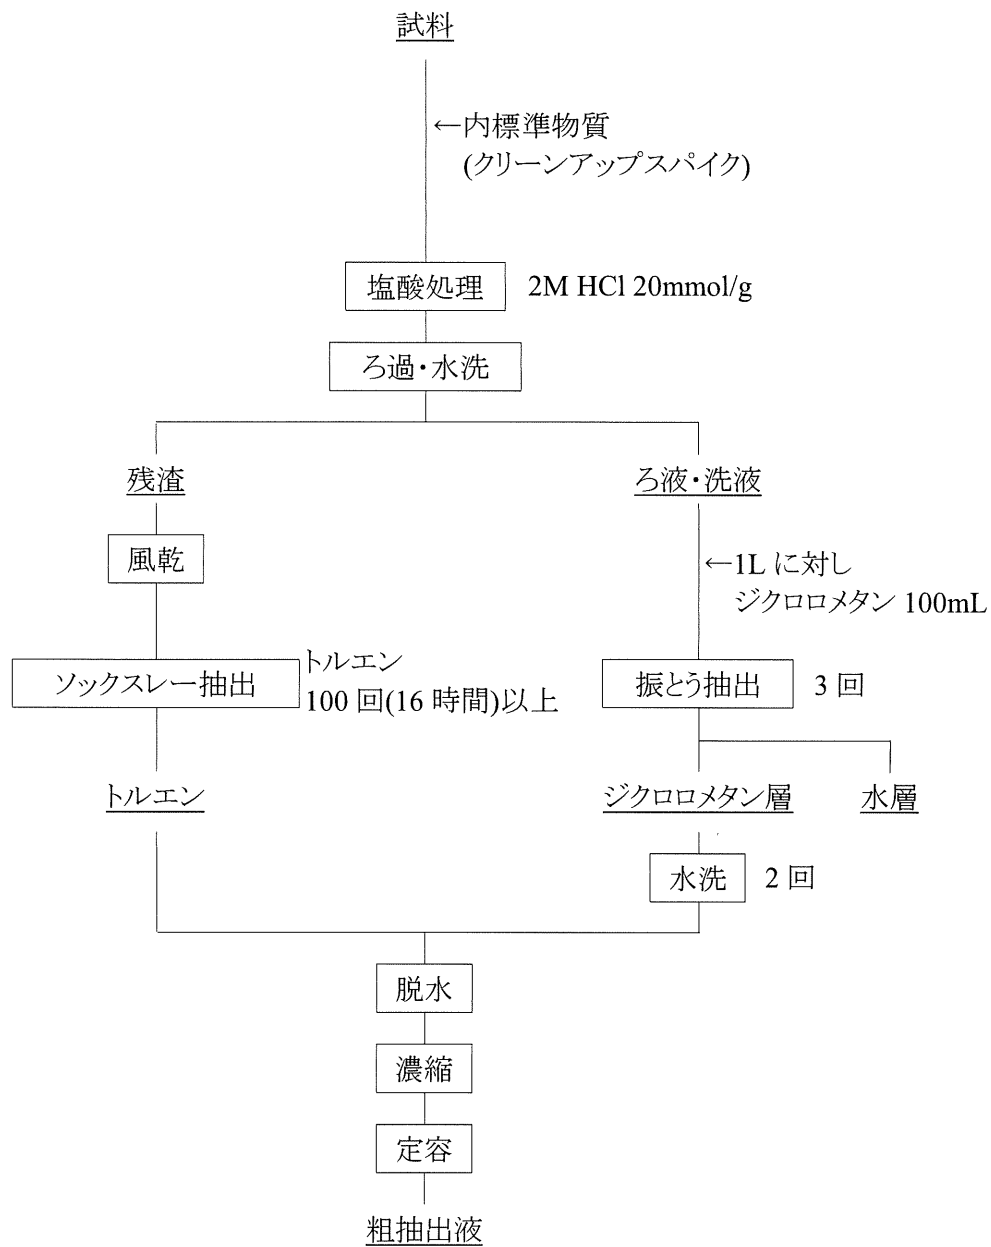 試料
←内標準物質
(クリーンアップスパイク)
塩酸処理
2M HCl 20mmol/g
ろ過・水洗
残渣
ろ液・洗液
風乾
←1L に対し
ジクロロメタン 100mL
ソックスレー抽出
トルエン
100 回(16 時間)以上
振とう抽出
3 回
トルエン
ジクロロメタン層
水層
水洗
2 回
脱水
濃縮
定容
粗抽出液